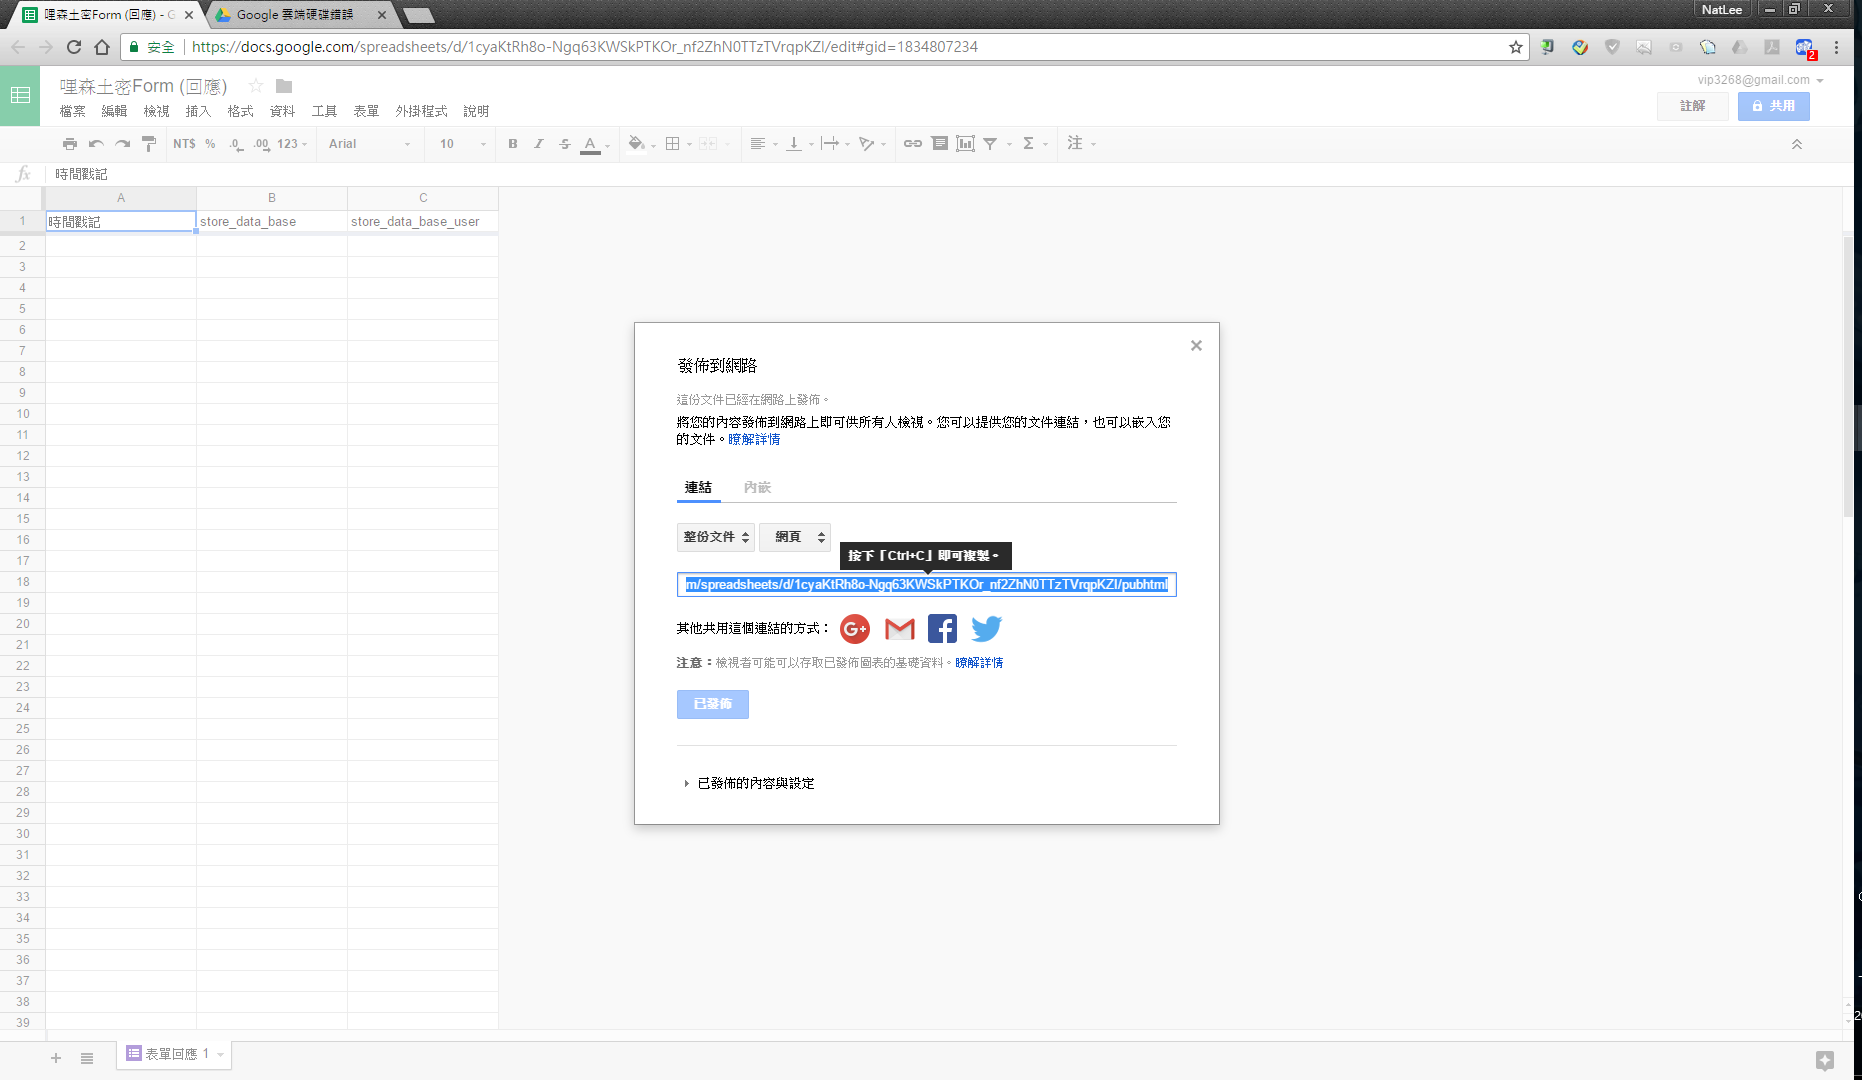 哩森土密Form (回應) - G
Google 雲端硬碟錯誤
NatLee
安全
https://docs.google.com/spreadsheets/d/1cyaKtRh8o-Ngq63KWSkPTKOr_nf2ZhN0TTzTVrqpKZI/edit#gid=1834807234
2
哩森土密Form (回應)
vip3268@gmail.com
檔案 編輯 檢視 插入 格式 資料 工具 表單 外掛程式 說明
註解
共用
NT$ % .0 .00 123 Arial 10 B I S A Σ 注
fx 時間戳記
A B C
1 時間戳記 store_data_base store_data_base_user
2
3
4
5
6
7
8
9
10
11
12
13
14
15
16
17
18
19
20
21
22
23
24
25
26
27
28
29
30
31
32
33
34
35
36
37
38
39
發佈到網路
這份文件已經在網路上發佈。
將您的內容發佈到網路上即可供所有人檢視。您可以提供您的文件連結，也可以嵌入您
的文件。瞭解詳情
連結 內嵌
整份文件 網頁
按下「Ctrl+C」即可複製。
m/spreadsheets/d/1cyaKtRh8o-Ngq63KWSkPTKOr_nf2ZhN0TTzTVrqpKZI/pubhtml
其他共用這個連結的方式：
G+
注意：檢視者可能可以存取已發佈圖表的基礎資料。瞭解詳情
已發佈
已發佈的內容與設定
表單回應 1